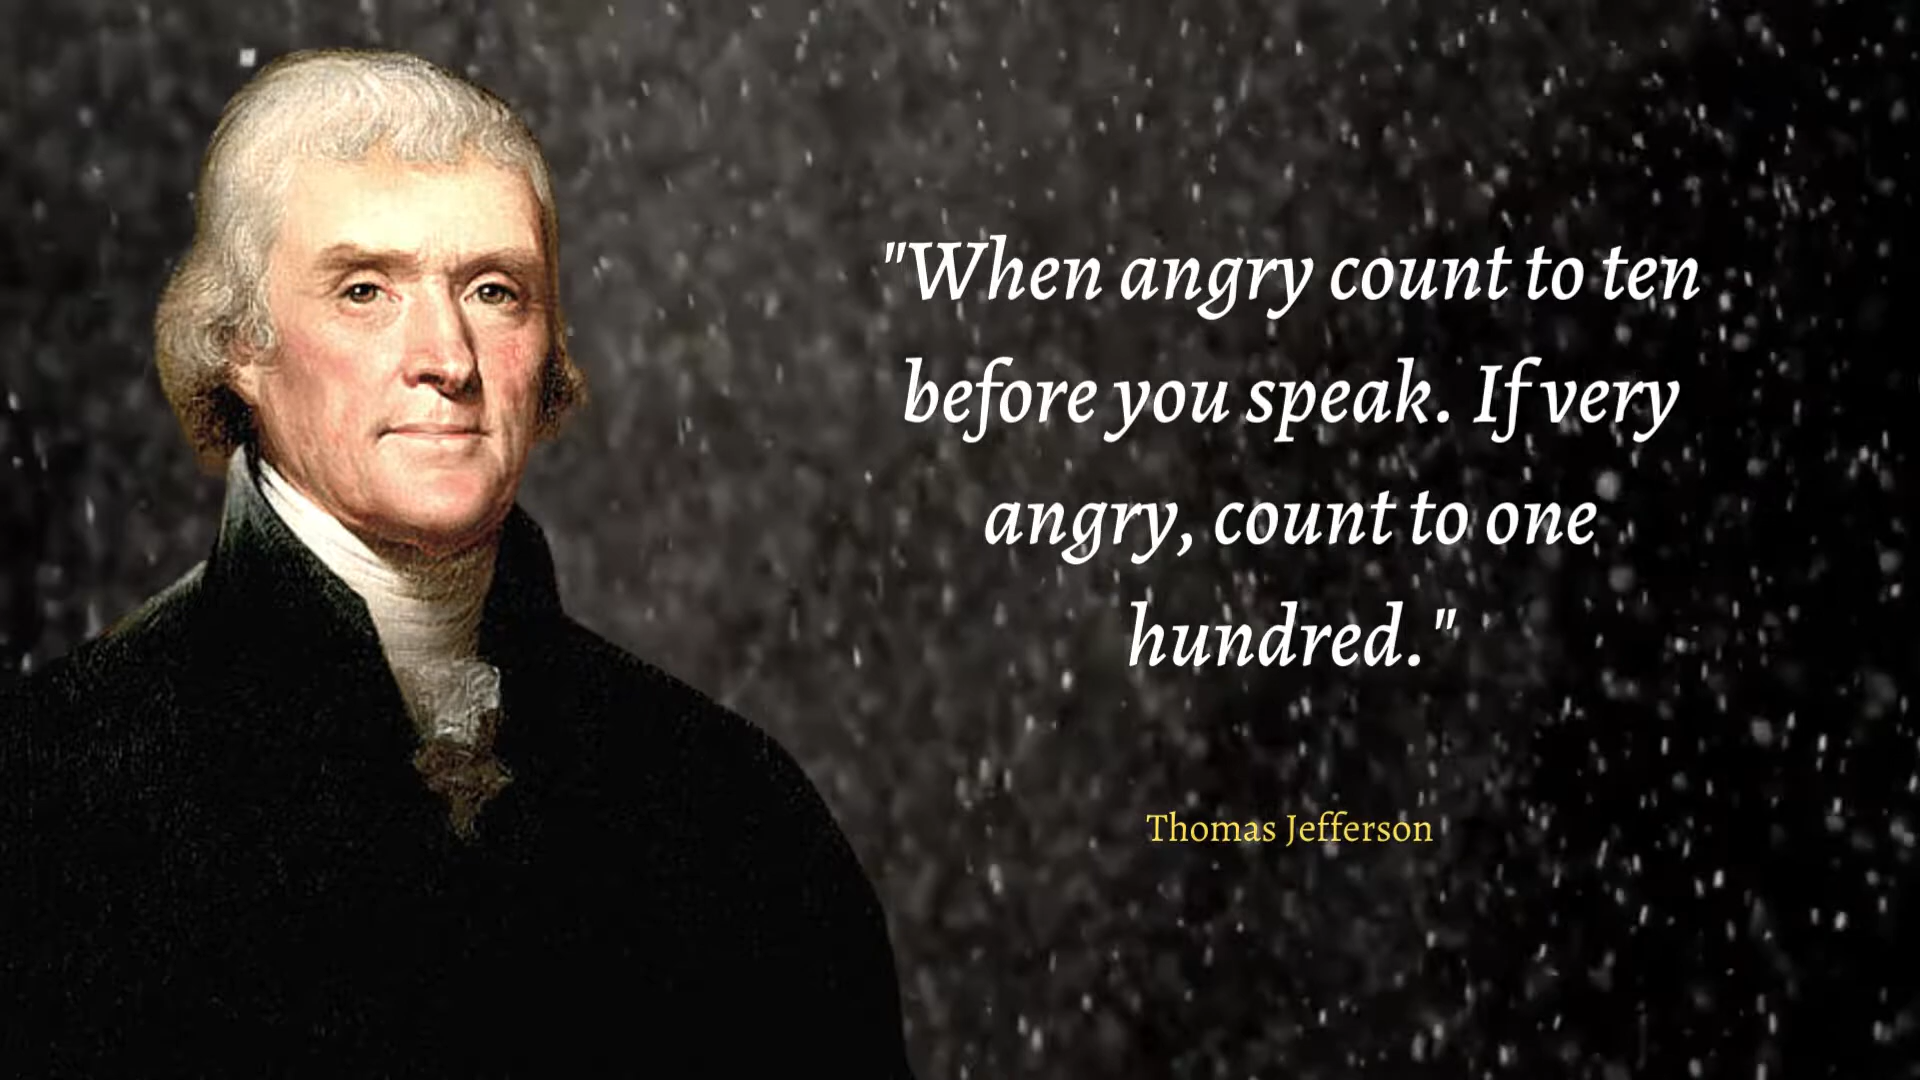 "When angry count to ten
before you speak. If very
angry, count to one
hundred."
Thomas Jefferson